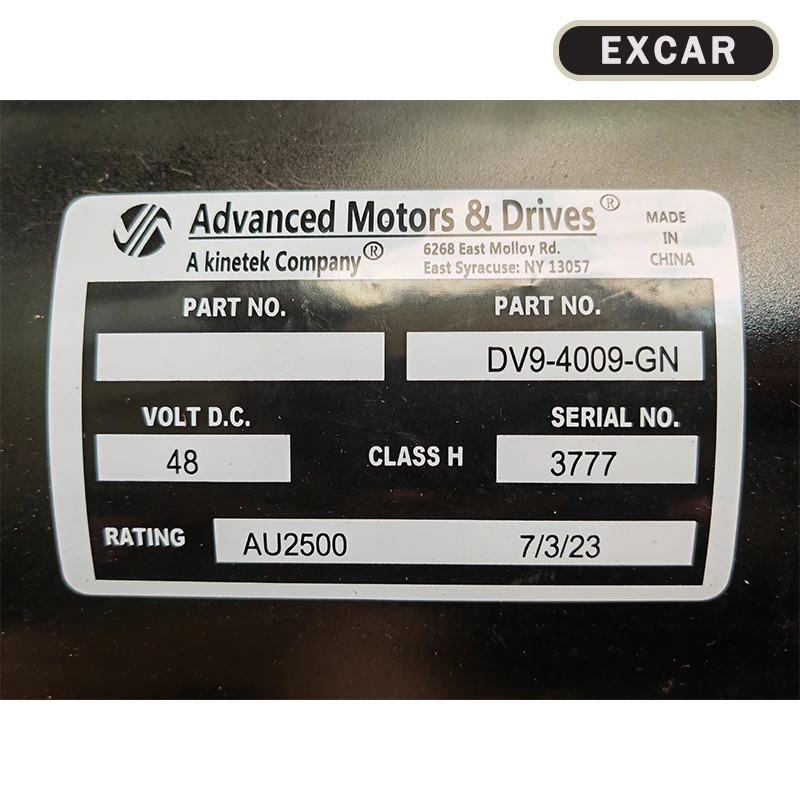 EXCAR
Advanced Motors & Drives®
A kinetek Company®
6268 East Molloy Rd.
East Syracuse: NY 13057
MADE
IN
CHINA
PART NO.
PART NO.
DV9-4009-GN
VOLT D.C.
48
CLASS H
SERIAL NO.
3777
RATING
AU2500
7/3/23